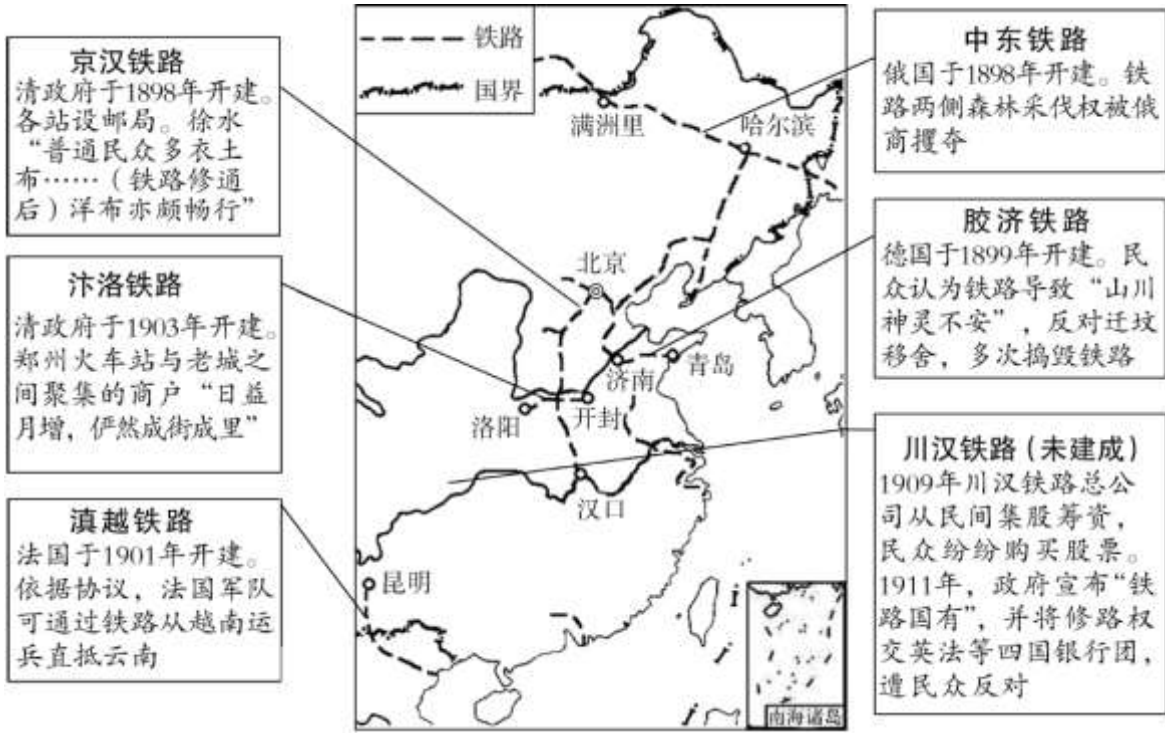 京汉铁路
清政府于1898年开建。
各站设邮局。徐水
“普通民众多衣土
布……（铁路修通
后）洋布亦颇畅行”
汴洛铁路
清政府于1903年开建。
郑州火车站与老城之
间聚集的商户“日益
月增，俨然成街成里”
滇越铁路
法国于1901年开建。
依据协议，法国军队
可通过铁路从越南运
兵直抵云南
铁路
国界
满洲里
哈尔滨
北京
济南
青岛
洛阳
开封
汉口
昆明
南海诸岛
中东铁路
俄国于1898年开建。铁
路两侧森林采伐权被俄
商攫夺
胶济铁路
德国于1899年开建。民
众认为铁路导致“山川
神灵不安”，反对迁坟
移舍，多次捣毁铁路
川汉铁路（未建成）
1909年川汉铁路总公
司从民间集股筹资，
民众纷纷购买股票。
1911年，政府宣布“铁
路国有”，并将修路权
交英法等四国银行团，
遭民众反对